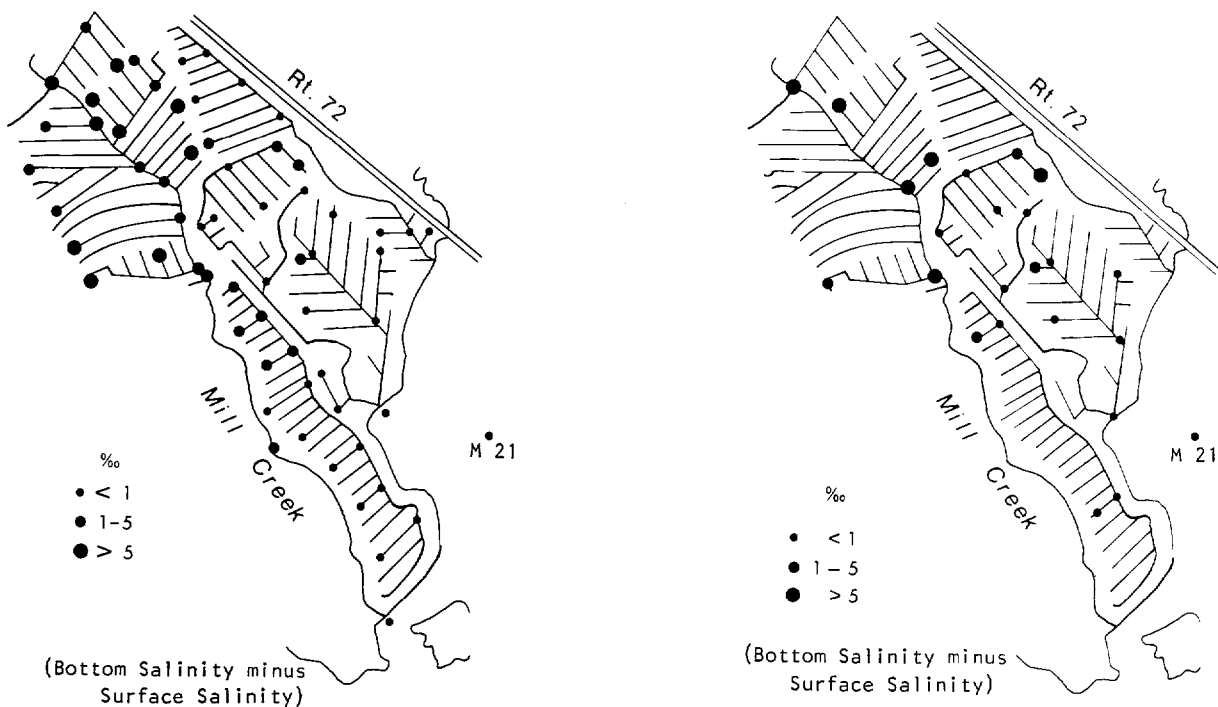 Rt. 72
Mill
Creek
M 21
‰
< 1
1-5
> 5
(Bottom Salinity minus
Surface Salinity)
Rt. 72
Mill
Creek
M 21
‰
<1
1-5
>5
(Bottom Salinity minus
Surface Salinity)